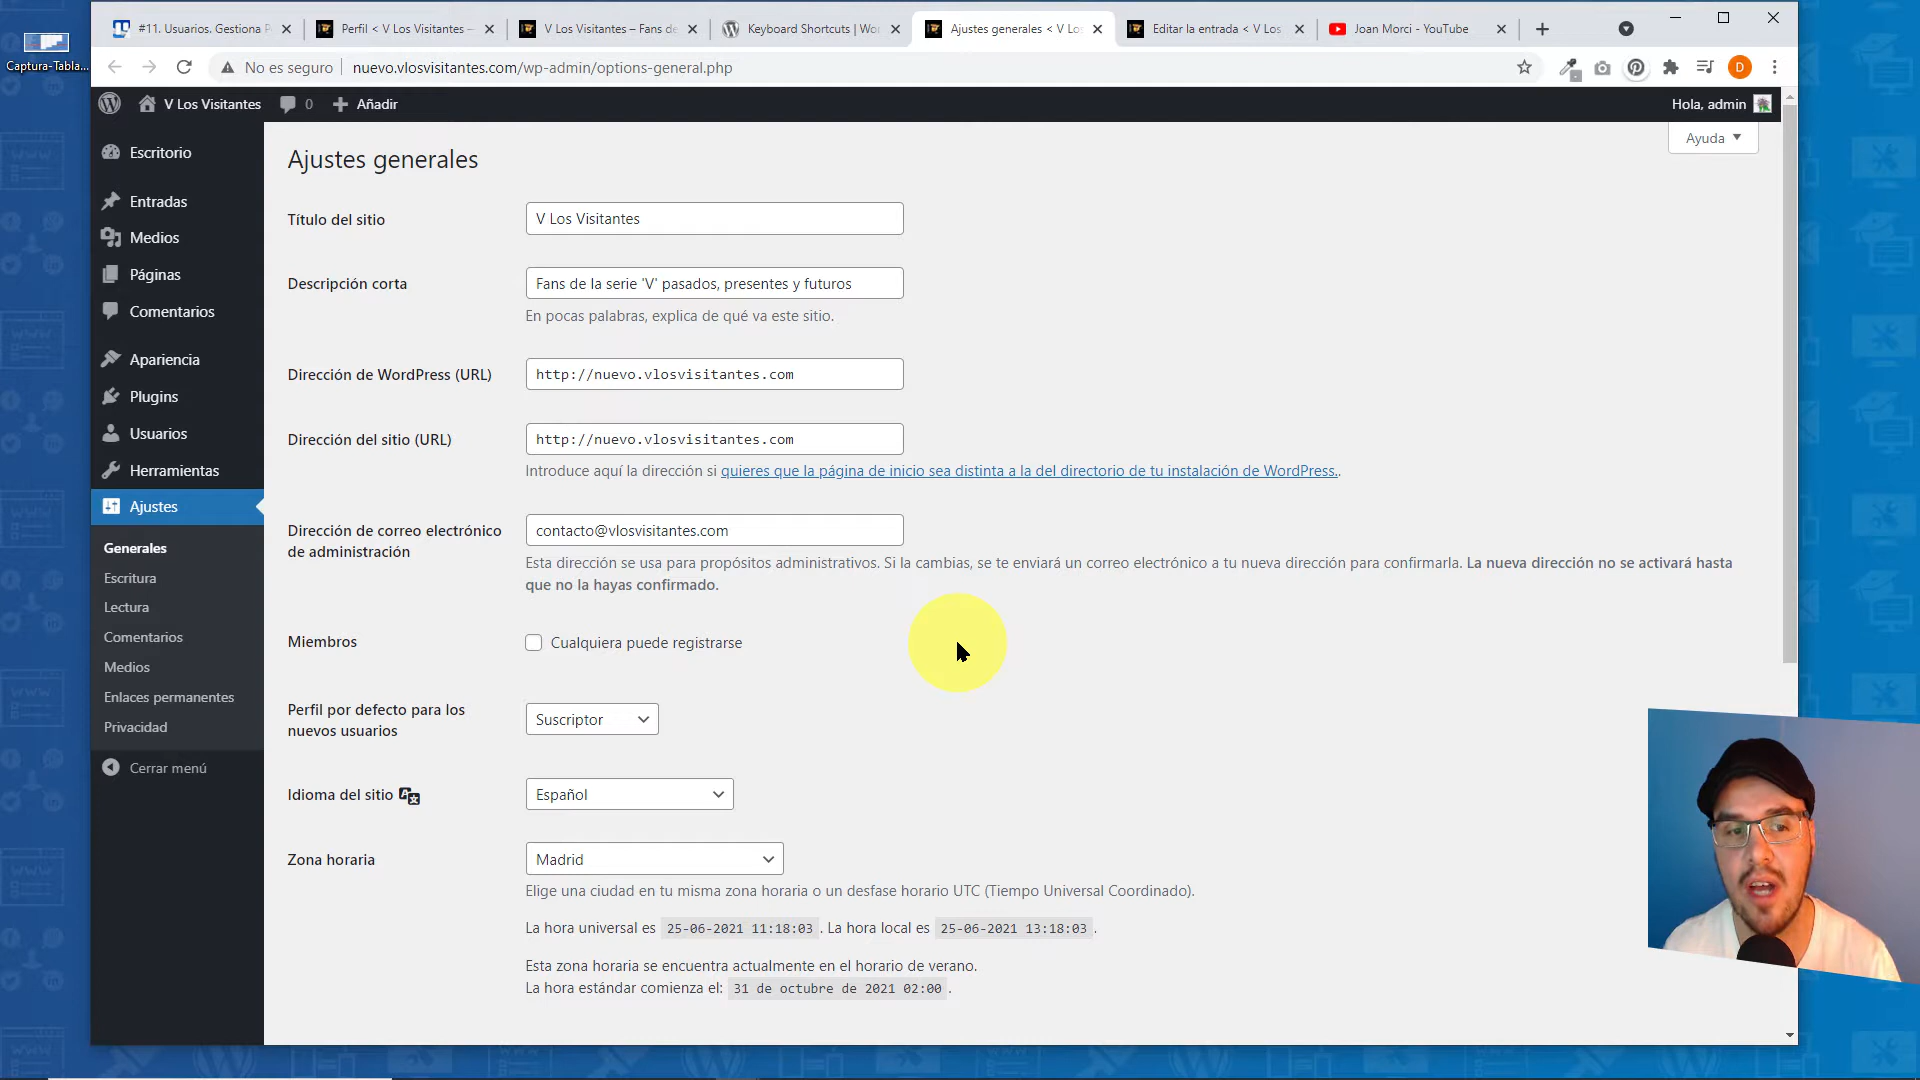 Captura-Tabla...
#11. Usuarios. Gestiona P
Perfil < V Los Visitantes —
V Los Visitantes – Fans de
Keyboard Shortcuts | Wor
Ajustes generales < V Los
Editar la entrada < V Los
Joan Morci - YouTube
No es seguro
nuevo.vlosvisitantes.com/wp-admin/options-general.php
D
V Los Visitantes
0
Añadir
Hola, admin
Ayuda
Escritorio
Entradas
Medios
Páginas
Comentarios
Apariencia
Plugins
Usuarios
Herramientas
Ajustes
Generales
Escritura
Lectura
Comentarios
Medios
Enlaces permanentes
Privacidad
Cerrar menú
Ajustes generales
Título del sitio
V Los Visitantes
Descripción corta
Fans de la serie 'V' pasados, presentes y futuros
En pocas palabras, explica de qué va este sitio.
Dirección de WordPress (URL)
http://nuevo.vlosvisitantes.com
Dirección del sitio (URL)
http://nuevo.vlosvisitantes.com
Introduce aquí la dirección si quieres que la página de inicio sea distinta a la del directorio de tu instalación de WordPress..
Dirección de correo electrónico
de administración
contacto@vlosvisitantes.com
Esta dirección se usa para propósitos administrativos. Si la cambias, se te enviará un correo electrónico a tu nueva dirección para confirmarla. La nueva dirección no se activará hasta
que no la hayas confirmado.
Miembros
Cualquiera puede registrarse
Perfil por defecto para los
nuevos usuarios
Suscriptor
Idioma del sitio
Español
Zona horaria
Madrid
Elige una ciudad en tu misma zona horaria o un desfase horario UTC (Tiempo Universal Coordinado).
La hora universal es 25-06-2021 11:18:03 . La hora local es 25-06-2021 13:18:03 .
Esta zona horaria se encuentra actualmente en el horario de verano.
La hora estándar comienza el: 31 de octubre de 2021 02:00 .